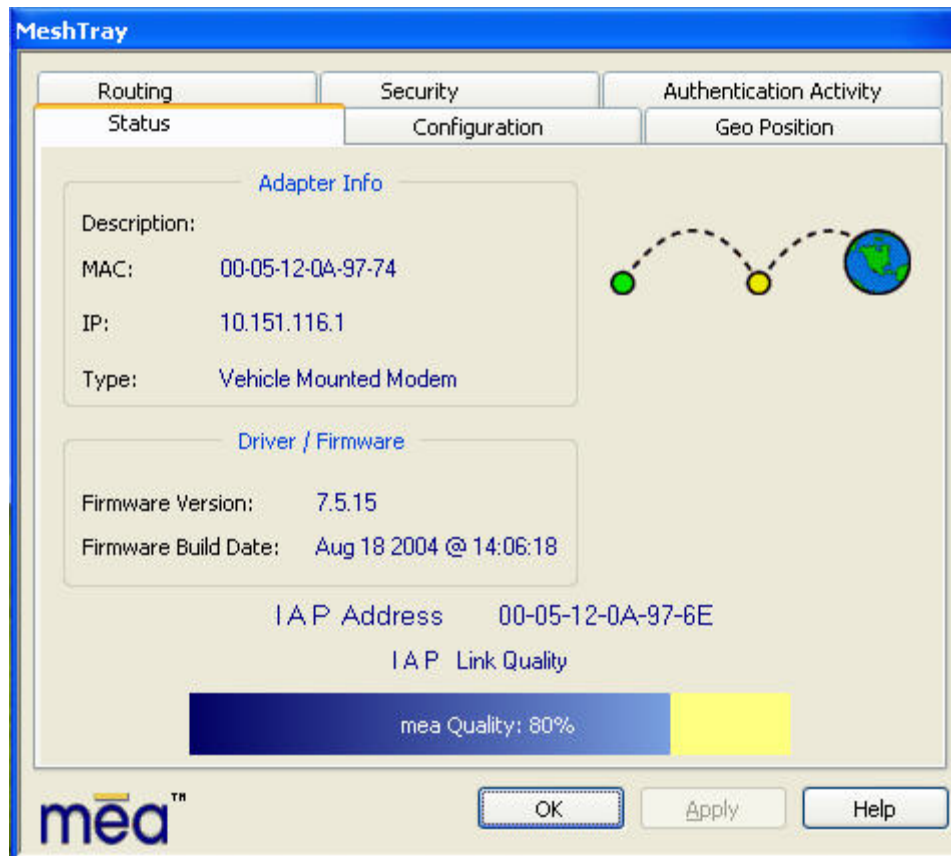 MeshTray
Routing Security Authentication Activity
Status Configuration Geo Position
Adapter Info
Description:
MAC: 00-05-12-0A-97-74
IP: 10.151.116.1
Type: Vehicle Mounted Modem
Driver / Firmware
Firmware Version: 7.5.15
Firmware Build Date: Aug 18 2004 @ 14:06:18
IAP Address 00-05-12-0A-97-6E
IAP Link Quality
mea Quality: 80%
mēa™ OK Apply Help